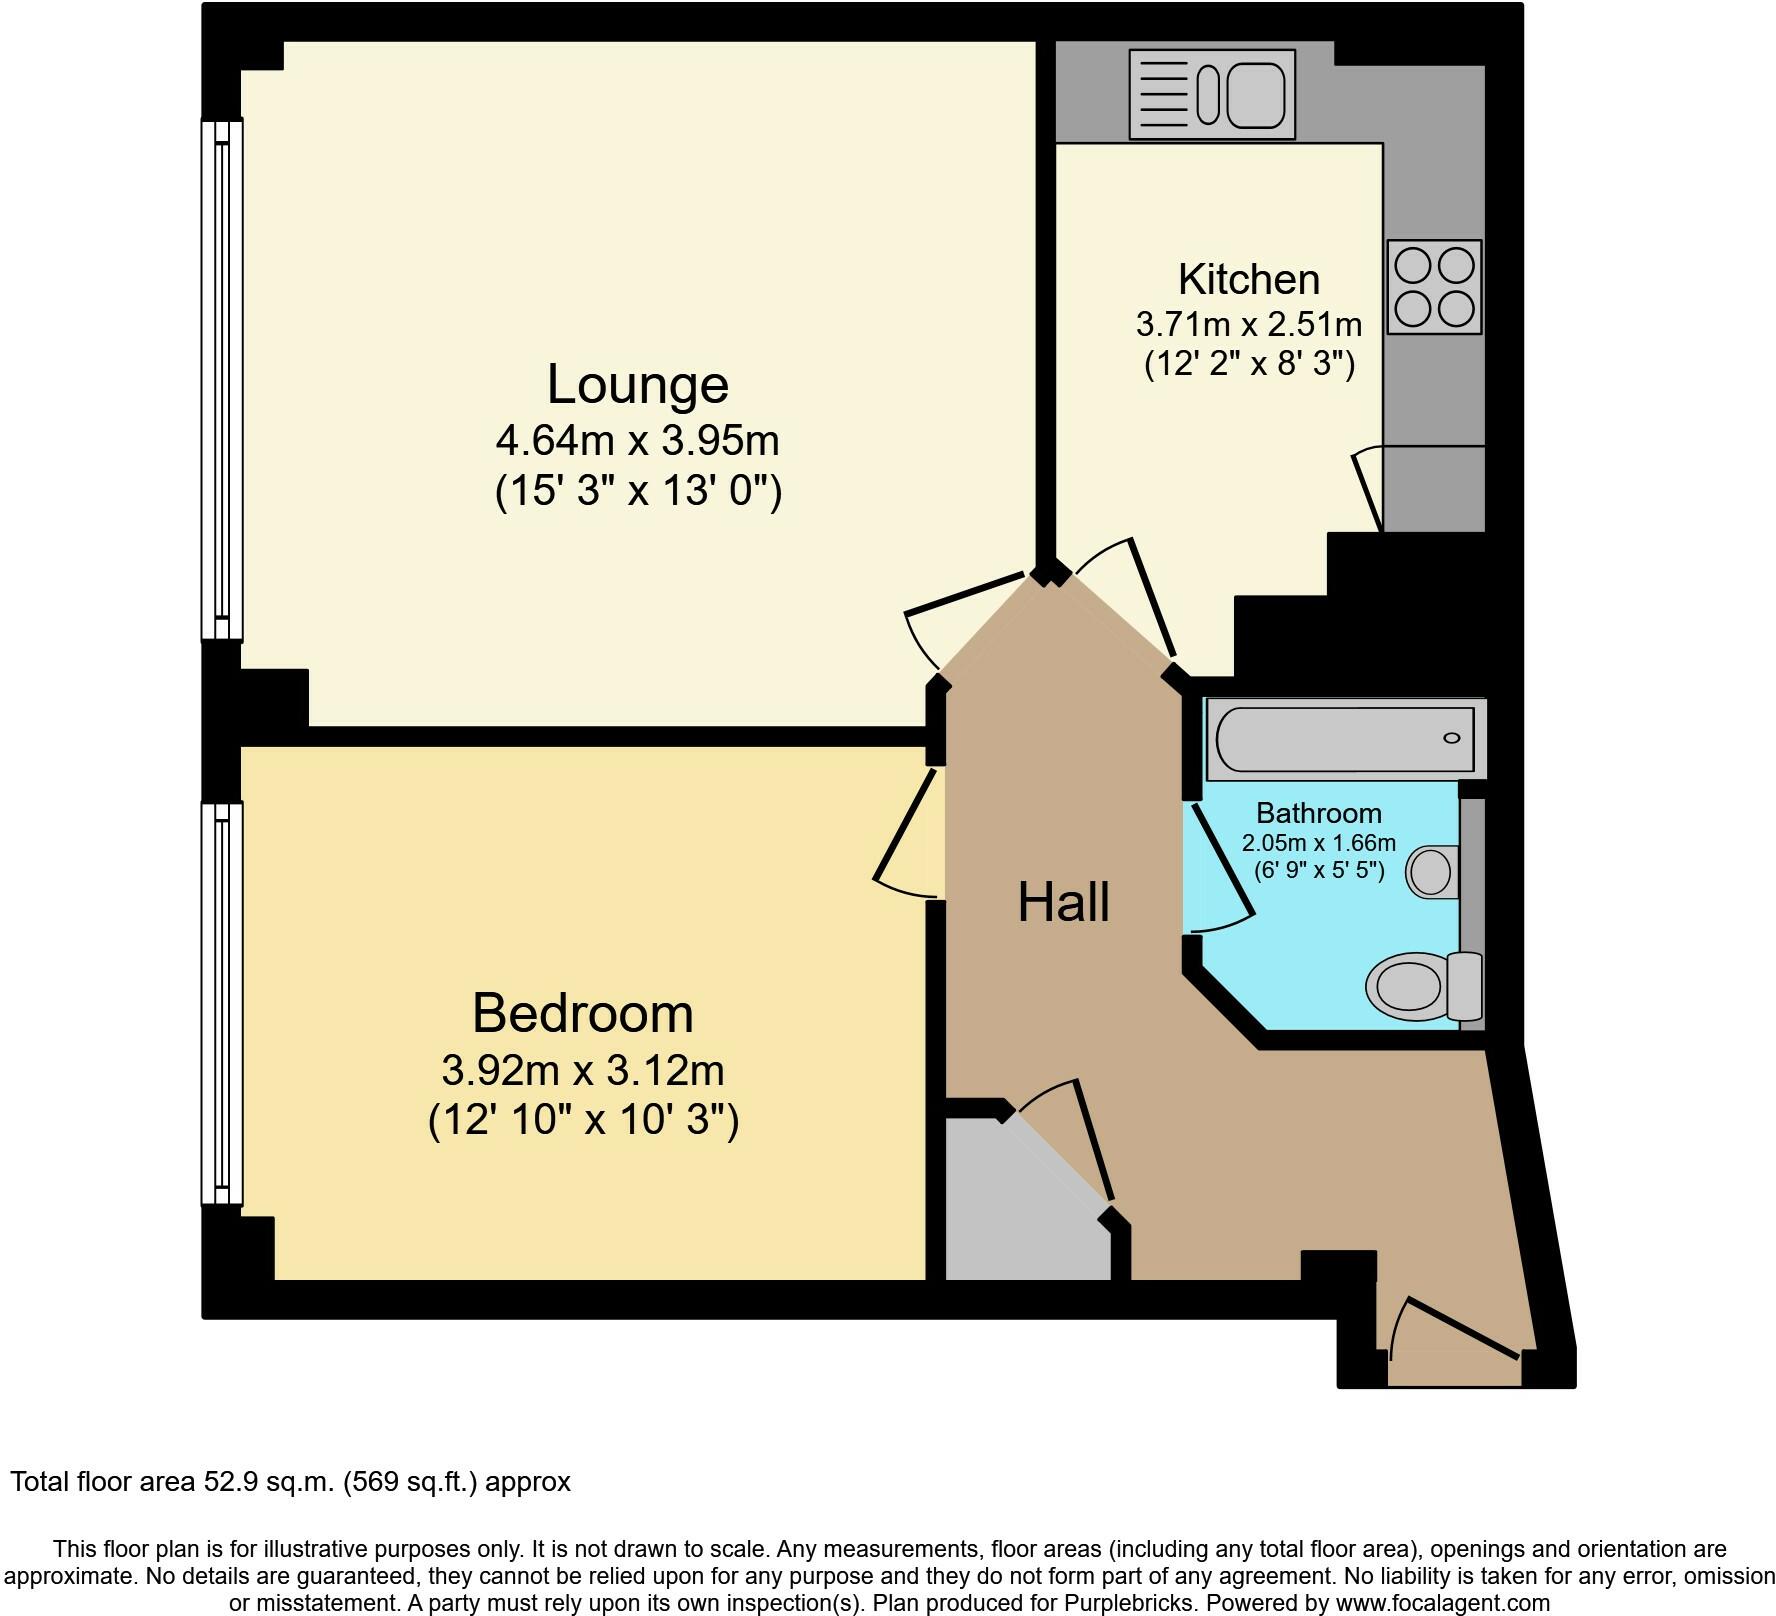 Lounge
4.64m x 3.95m
(15' 3" x 13' 0")
Kitchen
3.71m x 2.51m
(12' 2" x 8' 3")
Bathroom
2.05m x 1.66m
(6' 9" x 5' 5")
Hall
Bedroom
3.92m x 3.12m
(12' 10" x 10' 3")
Total floor area 52.9 sq.m. (569 sq.ft.) approx
This floor plan is for illustrative purposes only. It is not drawn to scale. Any measurements, floor areas (including any total floor area), openings and orientation are
approximate. No details are guaranteed, they cannot be relied upon for any purpose and they do not form part of any agreement. No liability is taken for any error, omission
or misstatement. A party must rely upon its own inspection(s). Plan produced for Purplebricks. Powered by www.focalagent.com